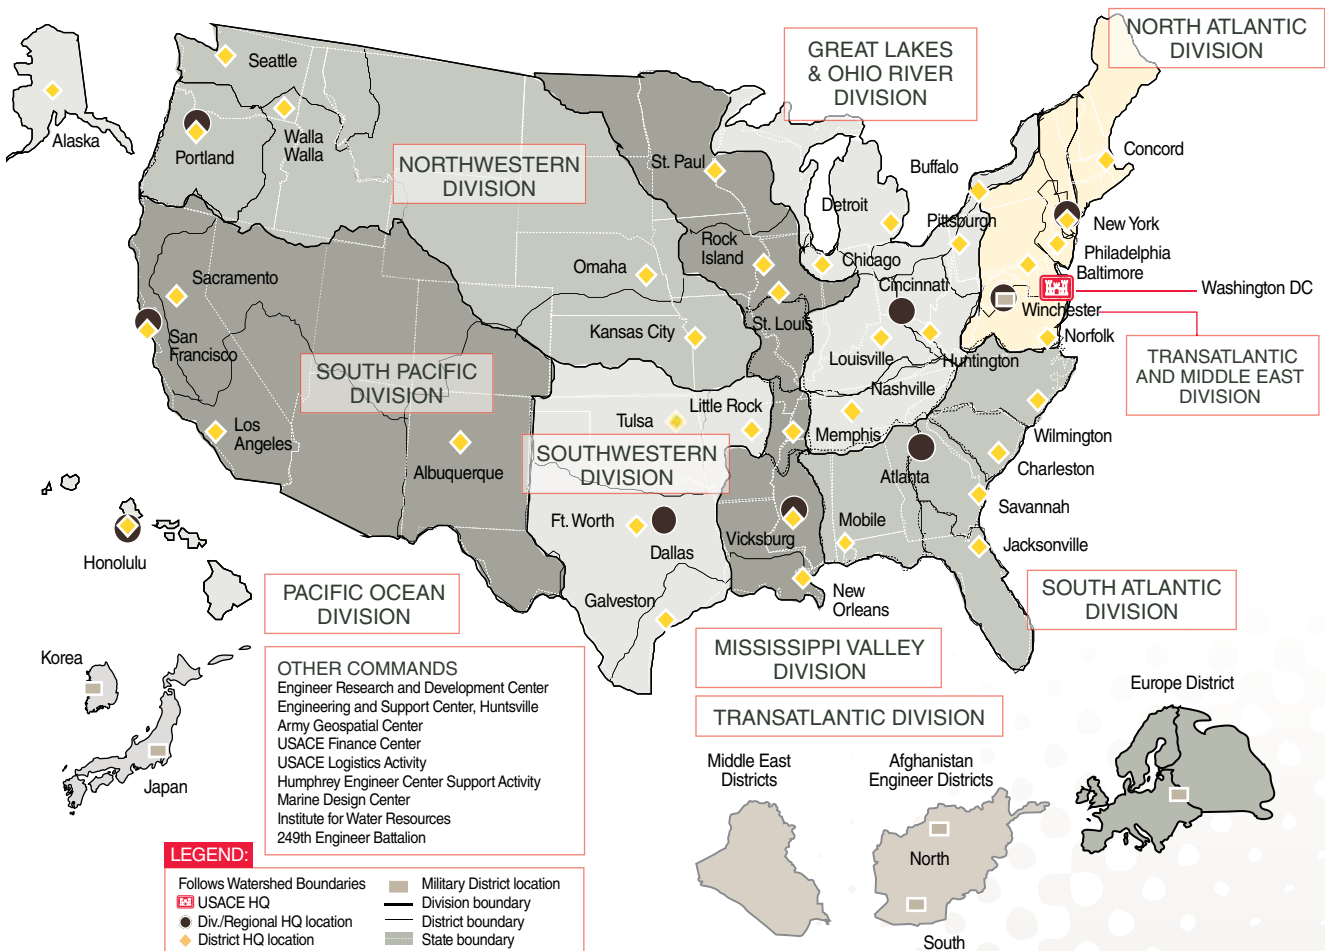 NORTH ATLANTIC
DIVISION
GREAT LAKES
& OHIO RIVER
DIVISION
Seattle
Alaska
Portland
Walla
Walla
NORTHWESTERN
DIVISION
St. Paul
Buffalo
Concord
Detroit
Pittsburgh
New York
Rock
Island
Chicago
Philadelphia
Baltimore
Omaha
Sacramento
Cincinnati
Washington DC
Winchester
San
Francisco
Kansas City
St. Louis
Louisville
Huntington
Norfolk
TRANSATLANTIC
AND MIDDLE EAST
DIVISION
SOUTH PACIFIC
DIVISION
Nashville
Little Rock
Tulsa
Memphis
Los
Angeles
Wilmington
SOUTHWESTERN
DIVISION
Albuquerque
Atlanta
Charleston
Savannah
Ft. Worth
Dallas
Vicksburg
Mobile
Jacksonville
Honolulu
Galveston
New
Orleans
PACIFIC OCEAN
DIVISION
SOUTH ATLANTIC
DIVISION
MISSISSIPPI VALLEY
DIVISION
Korea
Japan
OTHER COMMANDS
Engineer Research and Development Center
Engineering and Support Center, Huntsville
Army Geospatial Center
USACE Finance Center
USACE Logistics Activity
Humphrey Engineer Center Support Activity
Marine Design Center
Institute for Water Resources
249th Engineer Battalion
TRANSATLANTIC DIVISION
Middle East
Districts
Afghanistan
Engineer Districts
North
South
Europe District
LEGEND:
Follows Watershed Boundaries
USACE HQ
Div./Regional HQ location
District HQ location
Military District location
Division boundary
District boundary
State boundary